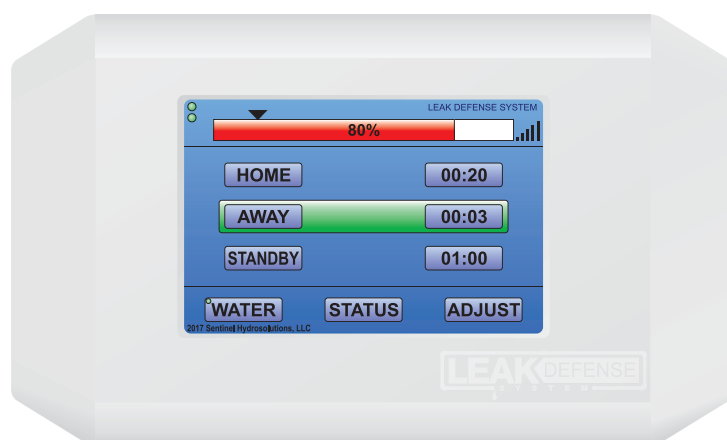 LEAK DEFENSE SYSTEM
80%
HOME 00:20
AWAY 00:03
STANDBY 01:00
WATER STATUS ADJUST
2017 Sentinel Hydrosolutions, LLC
LEAK DEFENSE
SYSTEM